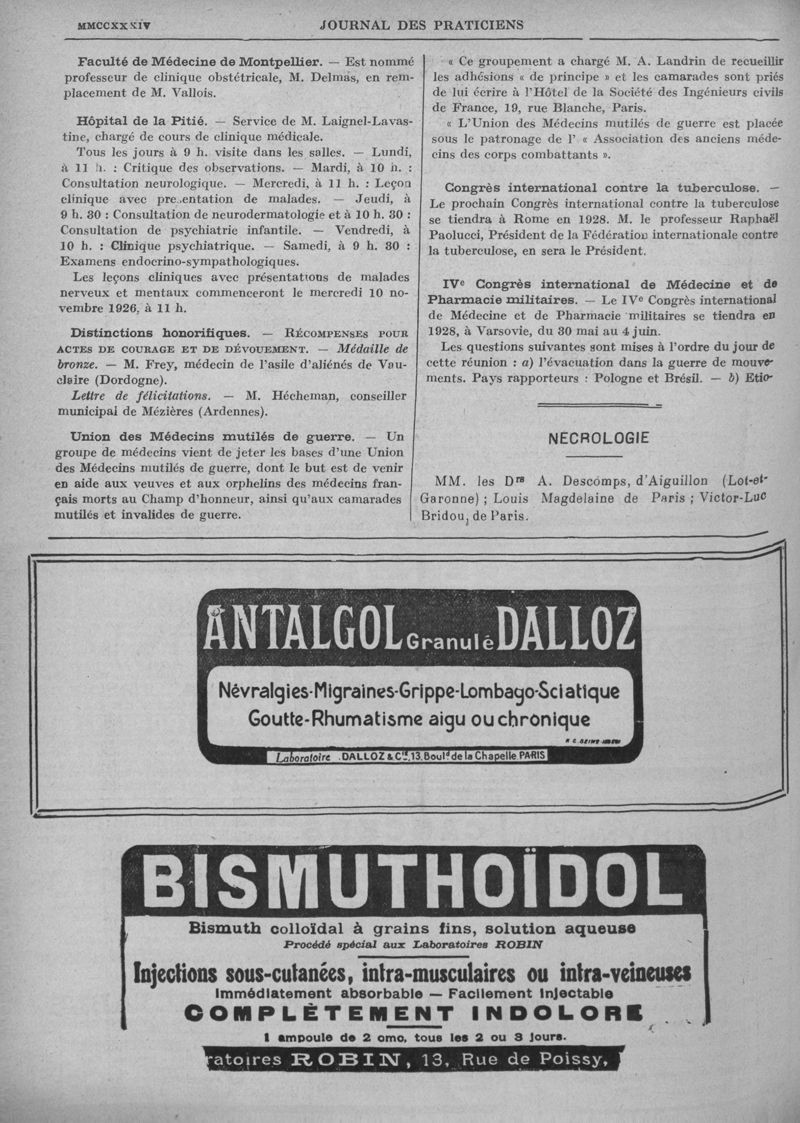 MMCCXXXIV
JOURNAL DES PRATICIENS
Faculté de Médecine de Montpellier. — Est nommé
professeur de clinique obstétricale, M. Delmas, en rem-
placement de M. Vallois.
Hôpital de la Pitié. — Service de M. Laignel-Lavas-
tine, chargé de cours de clinique médicale.
Tous les jours à 9 h. visite dans les salles. — Lundi,
à 11 h. : Critique des observations. — Mardi, à 10 h. :
Consultation neurologique. — Mercredi, à 11 h. : Leçon
clinique avec pre.entation de malades. — Jeudi, à
9 h. 30 : Consultation de neurodermatologie et à 10 h. 30 :
Consultation de psychiatrie infantile. — Vendredi, à
10 h. : Clinique psychiatrique. — Samedi, à 9 h. 30 :
Examens endocrino-sympathologiques.
Les leçons cliniques avec présentations de malades
nerveux et mentaux commenceront le mercredi 10 no-
vembre 1926, à 11 h.
Distinctions honorifiques. — RÉCOMPENSES POUR
ACTES DE COURAGE ET DE DÉVOUEMENT. — Médaille de
bronze. — M. Frey, médecin de l'asile d'aliénés de Vau-
claire (Dordogne).
Lettre de félicitations. — M. Hécheman, conseiller
municipal de Mézières (Ardennes).
Union des Médecins mutilés de guerre. — Un
groupe de médecins vient de jeter les bases d'une Union
des Médecins mutilés de guerre, dont le but est de venir
en aide aux veuves et aux orphelins des médecins fran-
çais morts au Champ d'honneur, ainsi qu'aux camarades
mutilés et invalides de guerre.
« Ce groupement a chargé M. A. Landrin de recueillir
les adhésions « de principe » et les camarades sont priés
de lui écrire à l'Hôtel de la Société des Ingénieurs civils
de France, 19, rue Blanche, Paris.
« L'Union des Médecins mutilés de guerre est placée
sous le patronage de l' « Association des anciens méde-
cins des corps combattants ».
Congrès international contre la tuberculose. —
Le prochain Congrès international contre la tuberculose
se tiendra à Rome en 1928. M. le professeur Raphaël
Paolucci, Président de la Fédération internationale contre
la tuberculose, en sera le Président.
IVe Congrès international de Médecine et de
Pharmacie militaires. — Le IVe Congrès international
de Médecine et de Pharmacie militaires se tiendra en
1928, à Varsovie, du 30 mai au 4 juin.
Les questions suivantes sont mises à l'ordre du jour de
cette réunion : a) l'évacuation dans la guerre de mouve-
ments. Pays rapporteurs : Pologne et Brésil. — b) Etio-
NÉCROLOGIE
MM. les Drs A. Descomps, d'Aiguillon (Lot-et-
Garonne) ; Louis Magdelaine de Paris ; Victor-Luc
Bridou, de Paris.
ANTALGOL Granulé DALLOZ
Névralgies-Migraines-Grippe-Lombago-Sciatique
Goutte-Rhumatisme aigu ou chronique
Laboratoire .DALLOZ & Cie.13.Bould de la Chapelle PARIS
BISMUTHOÏDOL
Bismuth colloïdal à grains fins, solution aqueuse
Procédé spécial aux Laboratoires ROBIN
Injections sous-cutanées, intra-musculaires ou intra-veineuses
Immédiatement absorbable — Facilement Injectable
COMPLÈTEMENT INDOLORE
1 ampoule de 2 cmc, tous les 2 ou 3 jours.
ratoires ROBIN, 13, Rue de Poissy,